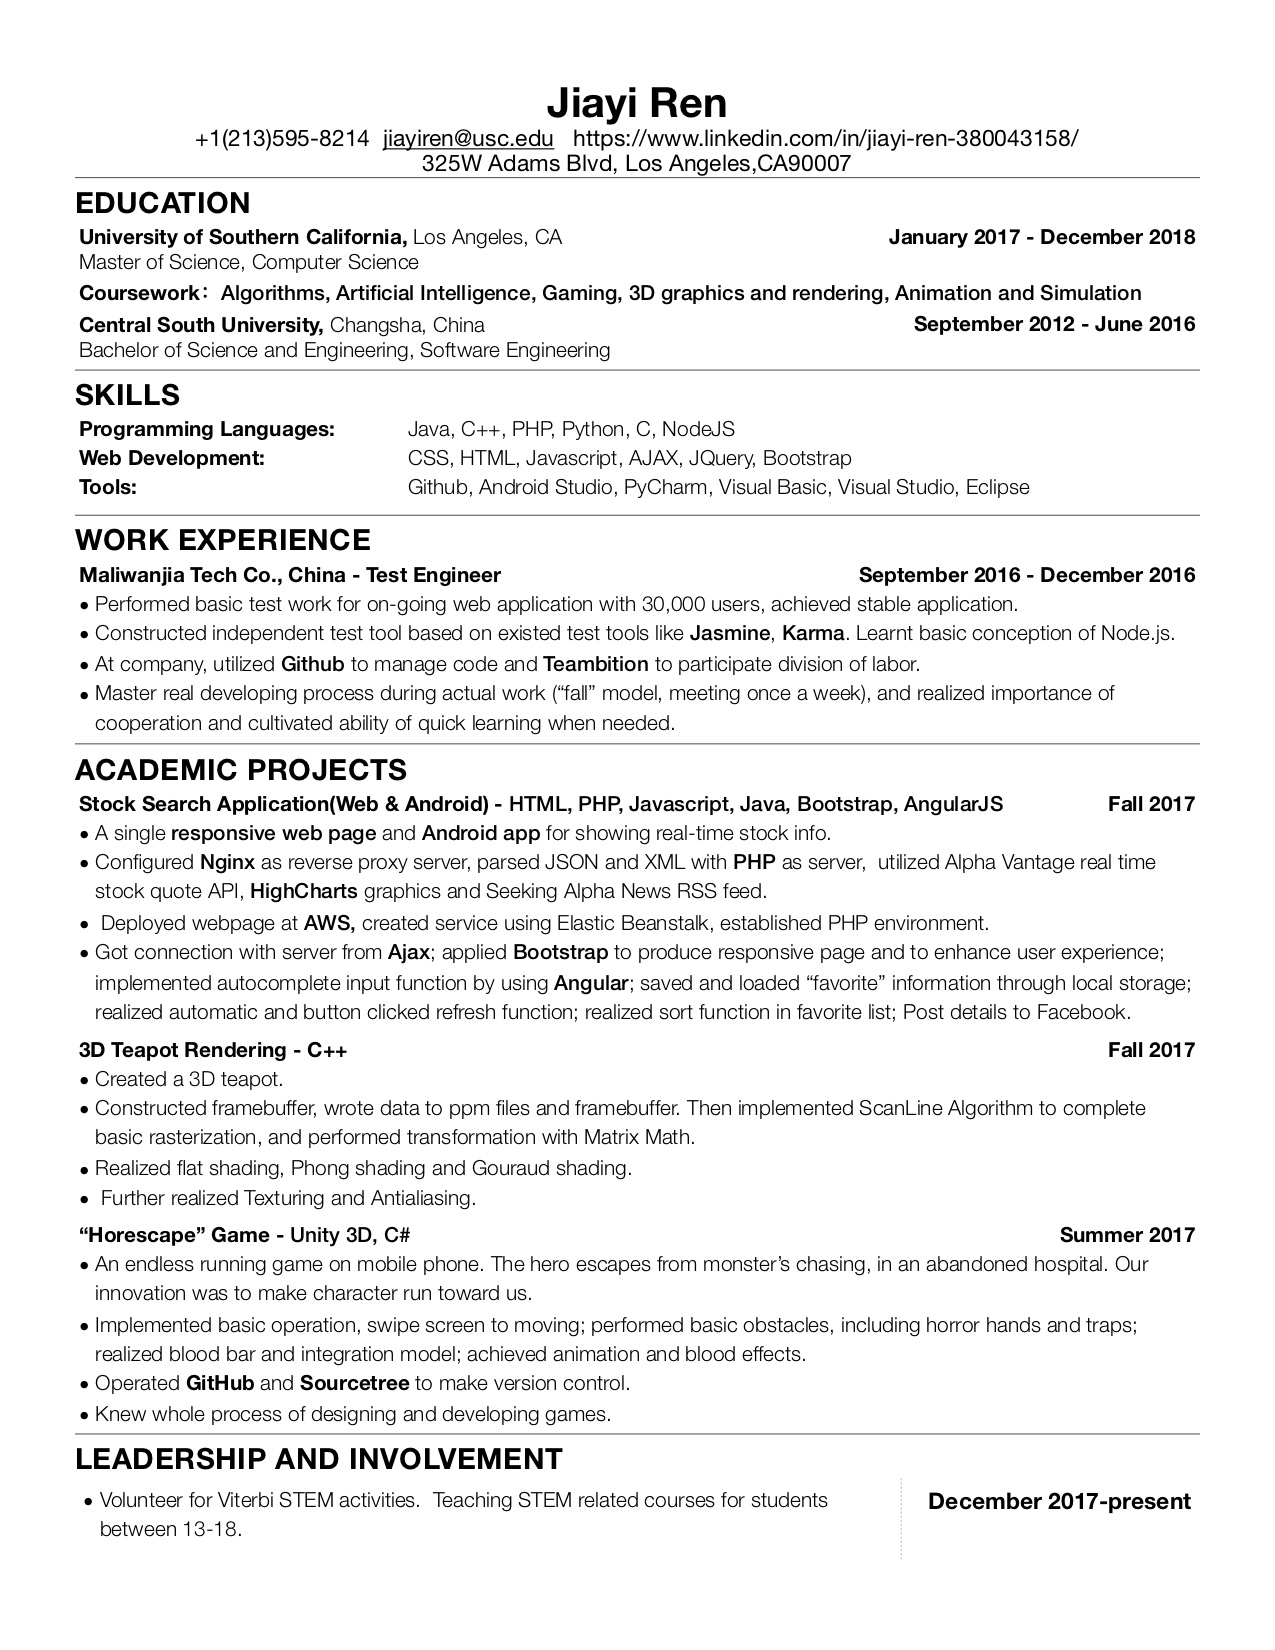 Jiayi Ren
+1(213)595-8214  jiayiren@usc.edu   https://www.linkedin.com/in/jiayi-ren-380043158/
325W Adams Blvd, Los Angeles,CA90007
EDUCATION
University of Southern California, Los Angeles, CA January 2017 - December 2018
Master of Science, Computer Science
Coursework：Algorithms, Artificial Intelligence, Gaming, 3D graphics and rendering, Animation and Simulation
Central South University, Changsha, China September 2012 - June 2016
Bachelor of Science and Engineering, Software Engineering
SKILLS
Programming Languages: Java, C++, PHP, Python, C, NodeJS
Web Development: CSS, HTML, Javascript, AJAX, JQuery, Bootstrap
Tools: Github, Android Studio, PyCharm, Visual Basic, Visual Studio, Eclipse
WORK EXPERIENCE
Maliwanjia Tech Co., China - Test Engineer September 2016 - December 2016
• Performed basic test work for on-going web application with 30,000 users, achieved stable application.
• Constructed independent test tool based on existed test tools like Jasmine, Karma. Learnt basic conception of Node.js.
• At company, utilized Github to manage code and Teambition to participate division of labor.
• Master real developing process during actual work (“fall” model, meeting once a week), and realized importance of
cooperation and cultivated ability of quick learning when needed.
ACADEMIC PROJECTS
Stock Search Application(Web & Android) - HTML, PHP, Javascript, Java, Bootstrap, AngularJS Fall 2017
• A single responsive web page and Android app for showing real-time stock info.
• Configured Nginx as reverse proxy server, parsed JSON and XML with PHP as server,  utilized Alpha Vantage real time
stock quote API, HighCharts graphics and Seeking Alpha News RSS feed.
•  Deployed webpage at AWS, created service using Elastic Beanstalk, established PHP environment.
• Got connection with server from Ajax; applied Bootstrap to produce responsive page and to enhance user experience;
implemented autocomplete input function by using Angular; saved and loaded “favorite” information through local storage;
realized automatic and button clicked refresh function; realized sort function in favorite list; Post details to Facebook.
3D Teapot Rendering - C++ Fall 2017
• Created a 3D teapot.
• Constructed framebuffer, wrote data to ppm files and framebuffer. Then implemented ScanLine Algorithm to complete
basic rasterization, and performed transformation with Matrix Math.
• Realized flat shading, Phong shading and Gouraud shading.
•  Further realized Texturing and Antialiasing.
“Horescape” Game - Unity 3D, C# Summer 2017
• An endless running game on mobile phone. The hero escapes from monster’s chasing, in an abandoned hospital. Our
innovation was to make character run toward us.
• Implemented basic operation, swipe screen to moving; performed basic obstacles, including horror hands and traps;
realized blood bar and integration model; achieved animation and blood effects.
• Operated GitHub and Sourcetree to make version control.
• Knew whole process of designing and developing games.
LEADERSHIP AND INVOLVEMENT
• Volunteer for Viterbi STEM activities.  Teaching STEM related courses for students December 2017-present
between 13-18.